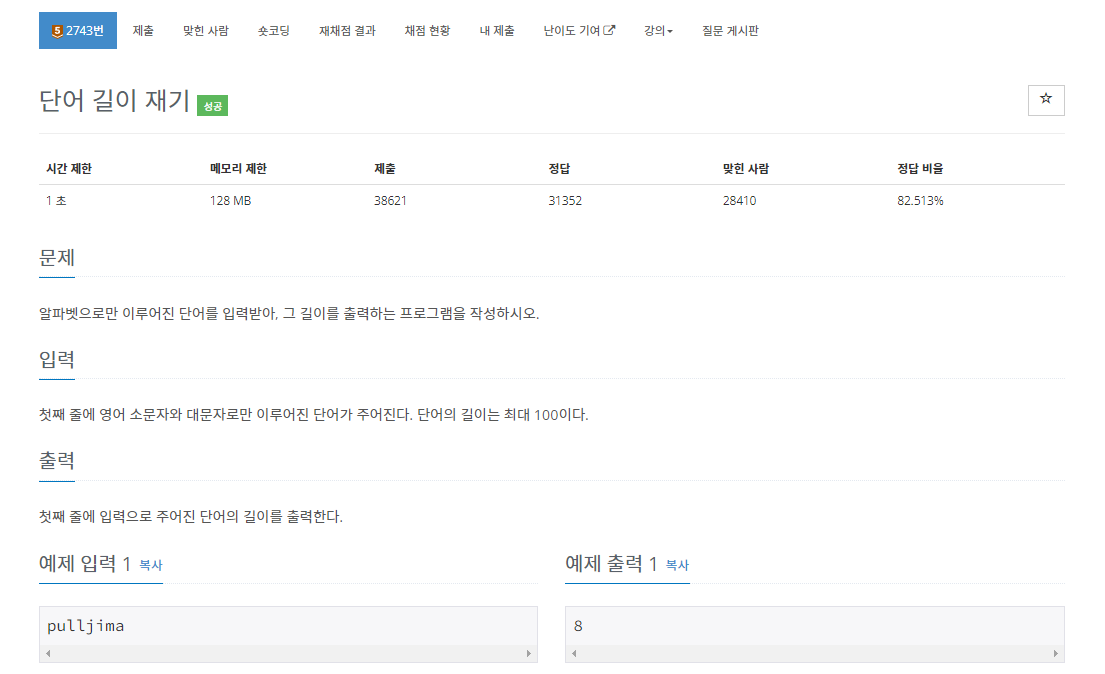 5 2743번 제출 맞힌 사람 숏코딩 재채점 결과 채점 현황 내 제출 난이도 기여 강의 질문 게시판
단어 길이 재기 성공
시간 제한 메모리 제한 제출 정답 맞힌 사람 정답 비율
1 초 128 MB 38621 31352 28410 82.513%
문제
알파벳으로만 이루어진 단어를 입력받아, 그 길이를 출력하는 프로그램을 작성하시오.
입력
첫째 줄에 영어 소문자와 대문자로만 이루어진 단어가 주어진다. 단어의 길이는 최대 100이다.
출력
첫째 줄에 입력으로 주어진 단어의 길이를 출력한다.
예제 입력 1 복사
pulljima
예제 출력 1 복사
8